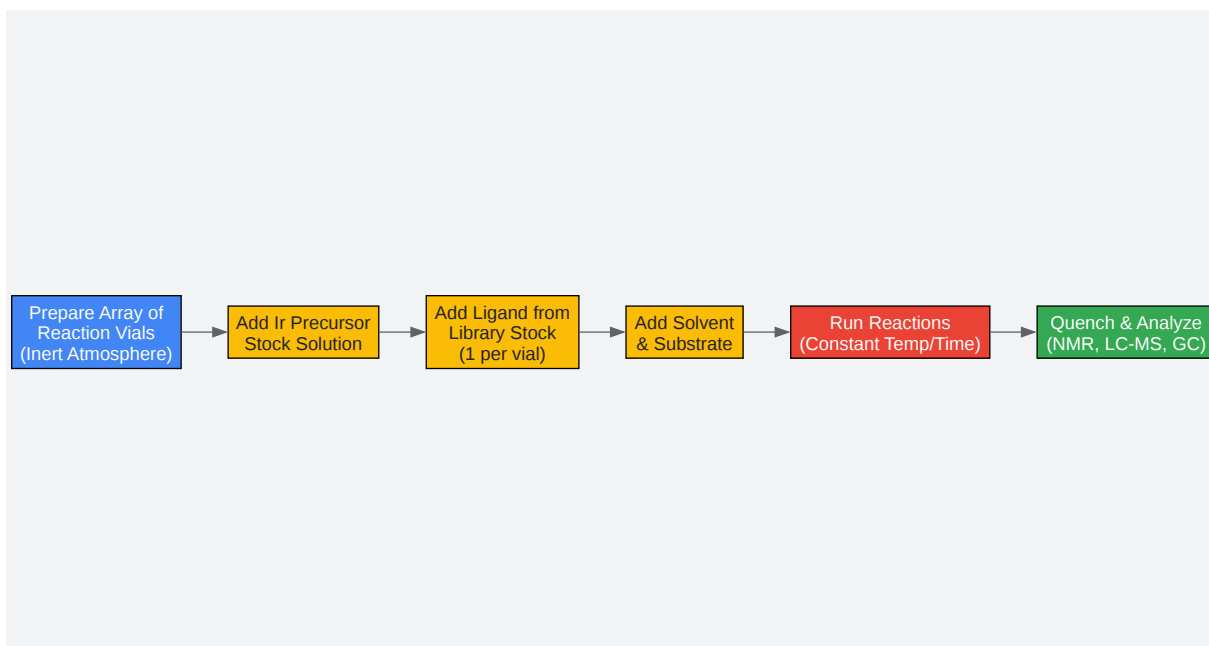 Prepare Array of
Reaction Vials
(Inert Atmosphere)
Add Ir Precursor
Stock Solution
Add Ligand from
Library Stock
(1 per vial)
Add Solvent
& Substrate
Run Reactions
(Constant Temp/Time)
Quench & Analyze
(NMR, LC-MS, GC)